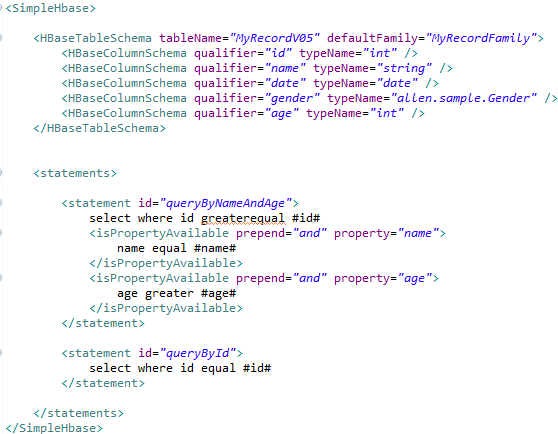 <SimpleHbase>
<HBaseTableSchema tableName="MyRecordV05" defaultFamily="MyRecordFamily">
<HBaseColumnSchema qualifier="id" typeName="int" />
<HBaseColumnSchema qualifier="name" typeName="string" />
<HBaseColumnSchema qualifier="date" typeName="date" />
<HBaseColumnSchema qualifier="gender" typeName="allen.sample.Gender" />
<HBaseColumnSchema qualifier="age" typeName="int" />
</HBaseTableSchema>
<statements>
<statement id="queryByNameAndAge">
select where id greaterequal #id#
<isPropertyAvailable prepend="and" property="name">
name equal #name#
</isPropertyAvailable>
<isPropertyAvailable prepend="and" property="age">
age greater #age#
</isPropertyAvailable>
</statement>
<statement id="queryById">
select where id equal #id#
</statement>
</statements>
</SimpleHbase>